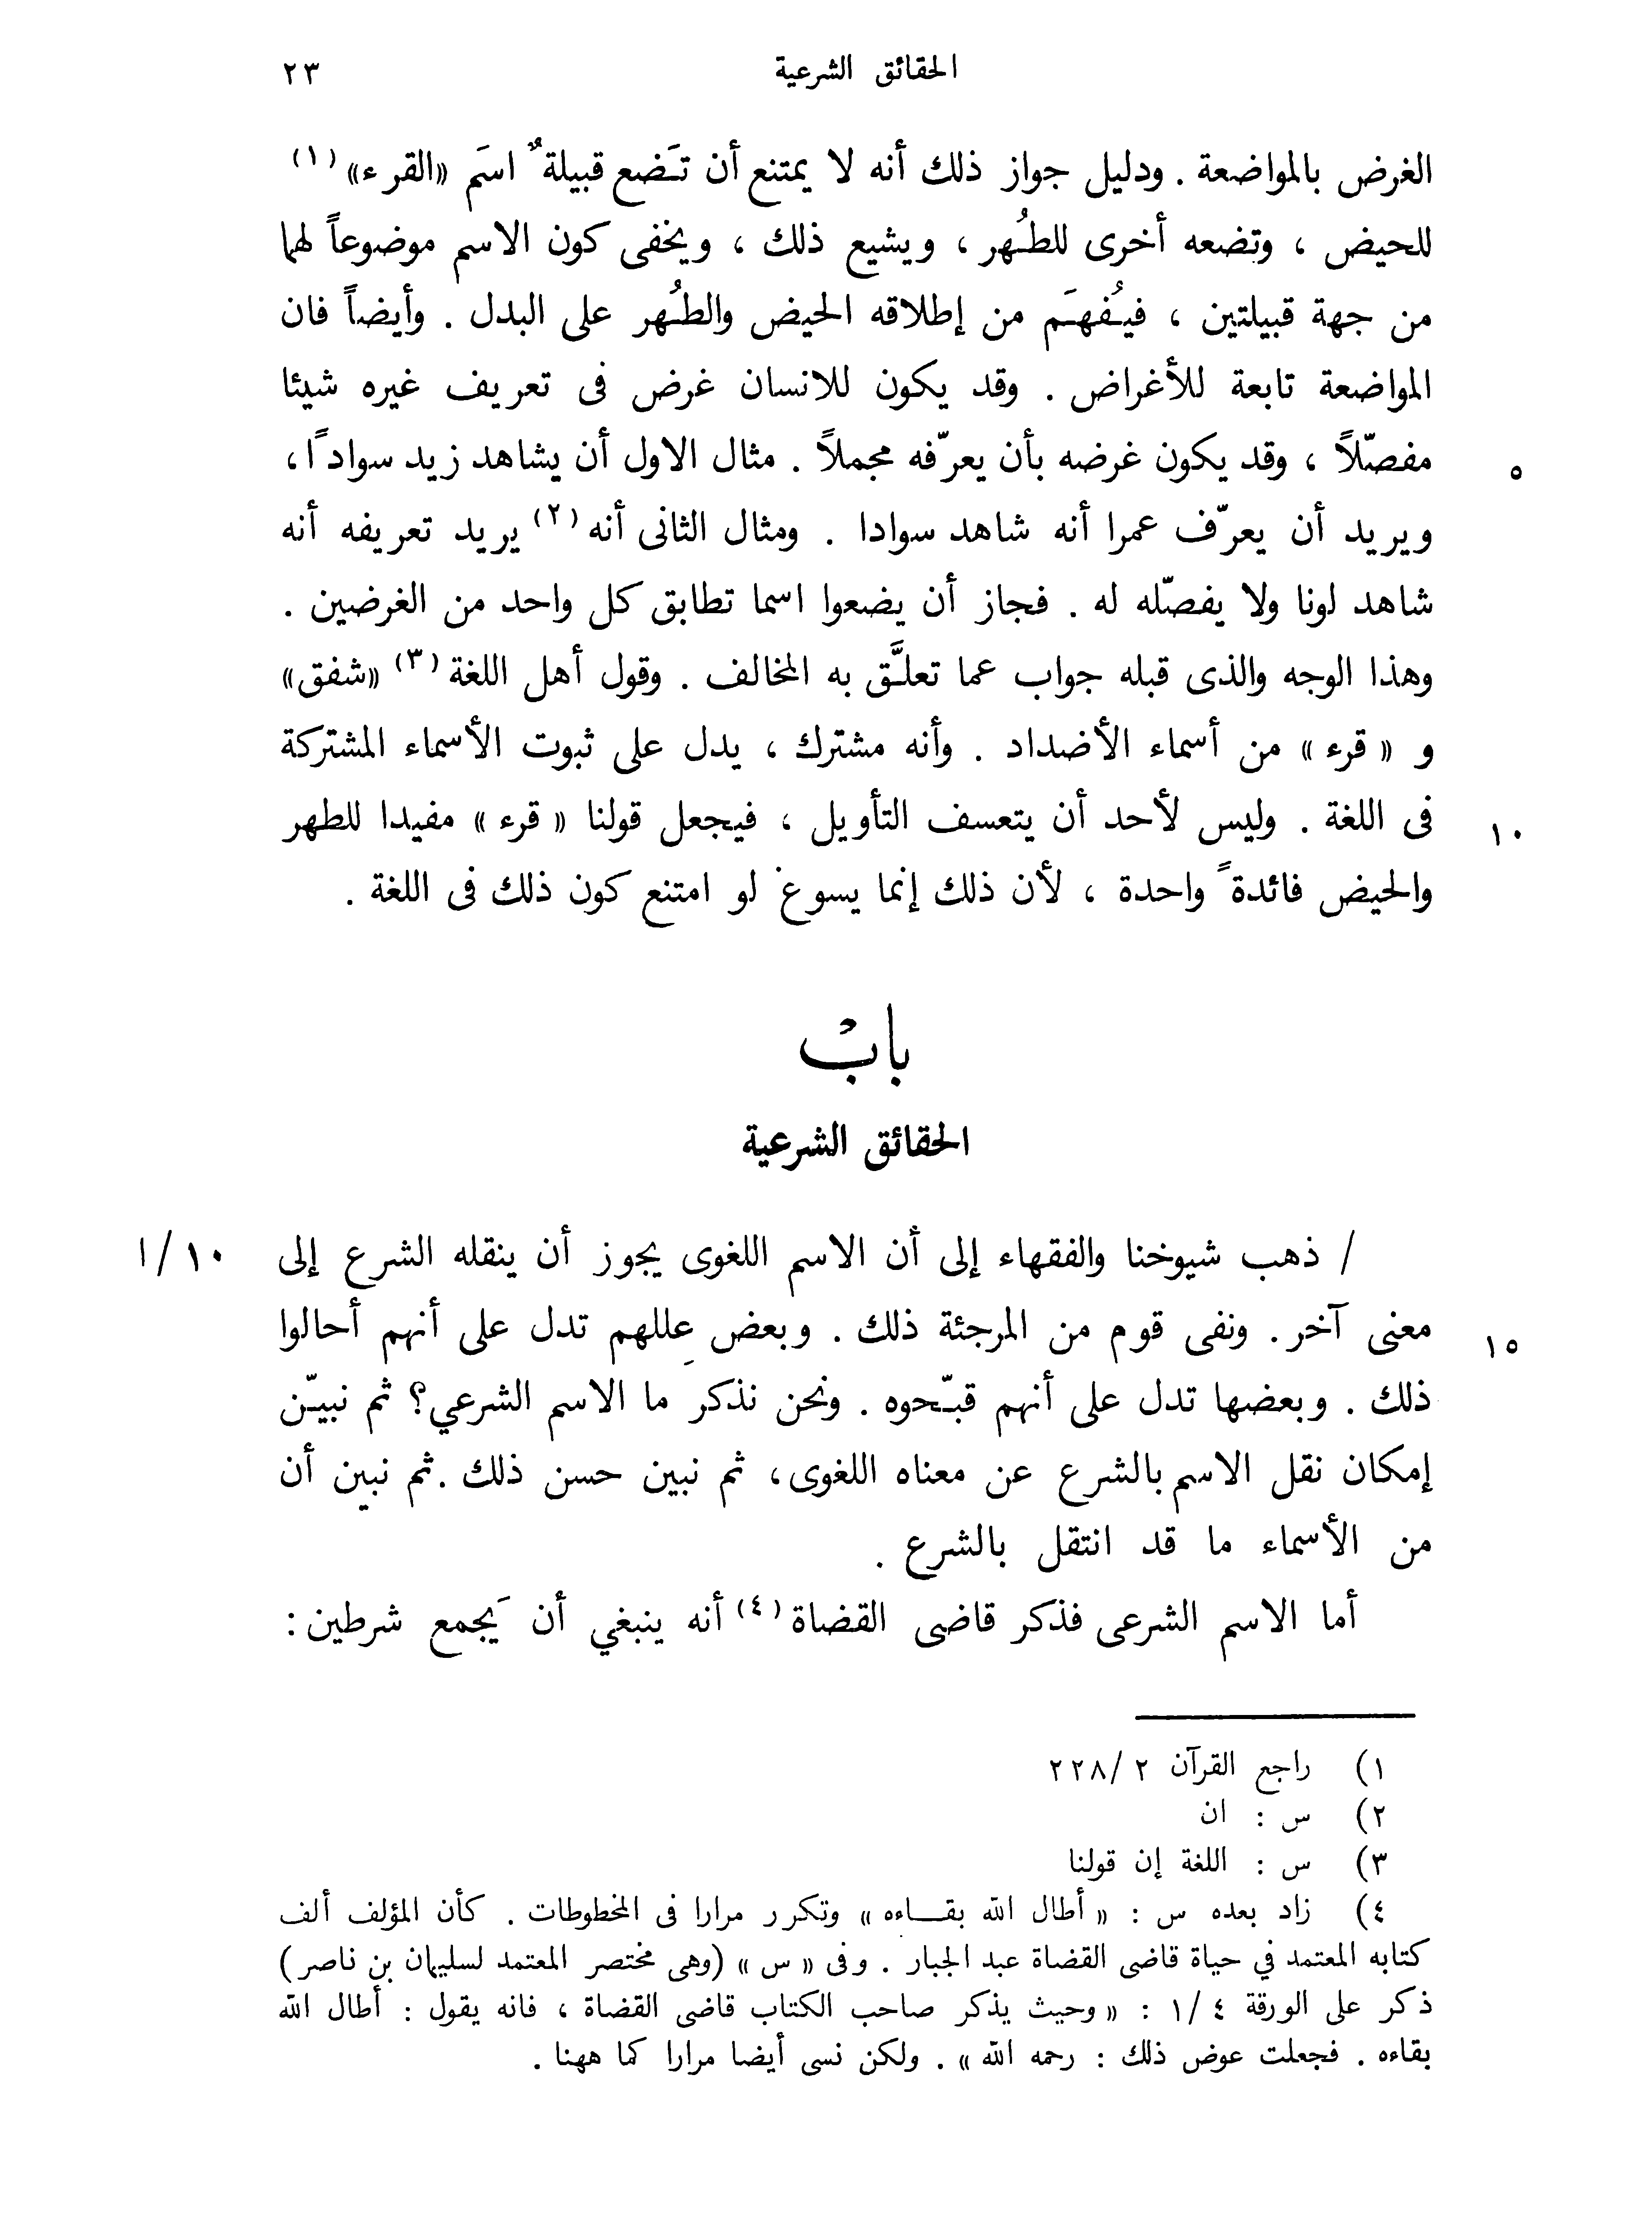 الحقائق الشرعية ٢٣
الغرض بالمواضعة . ودليل جواز ذلك أنه لا يمتنع أن تَضع قبيلةٌ اسمَ «القرء» (١)
للحيض ، وتضعه أخرى للطُهر ، ويشيع ذلك ، ويخفى كون الاسم موضوعاً لهما
من جهة قبيلتين ، فيُفهَم من إطلاقه الحيض والطُهر على البدل . وأيضاً فان
المواضعة تابعة للأغراض . وقد يكون للانسان غرض فى تعريف غيره شيئا
مفصّلاً ، وقد يكون غرضه بأن يعرّفه مجملاً . مثال الاول أن يشاهد زيد سواداً ، ٥
ويريد أن يعرّف عمرا أنه شاهد سوادا . ومثال الثانى أنه (٢) يريد تعريفه أنه
شاهد لونا ولا يفصّله له . فجاز أن يضعوا اسما تطابق كل واحد من الغرضين .
وهذا الوجه والذى قبله جواب عما تعلَّق به المخالف . وقول أهل اللغة (٣) «شفق»
و « قرء » من أسماء الأضداد . وأنه مشترك ، يدل على ثبوت الأسماء المشتركة
فى اللغة . وليس لأحد أن يتعسف التأويل ، فيجعل قولنا « قرء » مفيدا للطهر ١٠
والحيض فائدةً واحدة ، لأن ذلك إنما يسوغ لو امتنع كون ذلك فى اللغة .
بابْ
الحقائق الشرعية
/ ذهب شيوخنا والفقهاء إلى أن الاسم اللغوى يجوز أن ينقله الشرع إلى ١٠/ا
معنى آخر . ونفى قوم من المرجئة ذلك . وبعض عِللهم تدل على أنهم أحالوا ١٥
ذلك . وبعضها تدل على أنهم قبّحوه . ونحن نذكر ما الاسم الشرعي؟ ثم نبيّن
إمكان نقل الاسم بالشرع عن معناه اللغوى ، ثم نبين حسن ذلك . ثم نبين أن
من الأسماء ما قد انتقل بالشرع .
أما الاسم الشرعى فذكر قاضى القضاة (٤) أنه ينبغي أن يَجمع شرطين :
١) راجع القرآن ٢/٢٢٨
٢) س : ان
٣) س : اللغة إن قولنا
٤) زاد بعده س : « أطال الله بقاءه » وتكرر مرارا فى المخطوطات . كأن المؤلف ألف
كتابه المعتمد في حياة قاضى القضاة عبد الجبار . وفى « س » (وهى مختصر المعتمد لسليمان بن ناصر)
ذكر على الورقة ٤/١ : « وحيث يذكر صاحب الكتاب قاضى القضاة ، فانه يقول : أطال الله
بقاءه . فجعلت عوض ذلك : رحمه الله » . ولكن نسى أيضا مرارا كما ههنا .